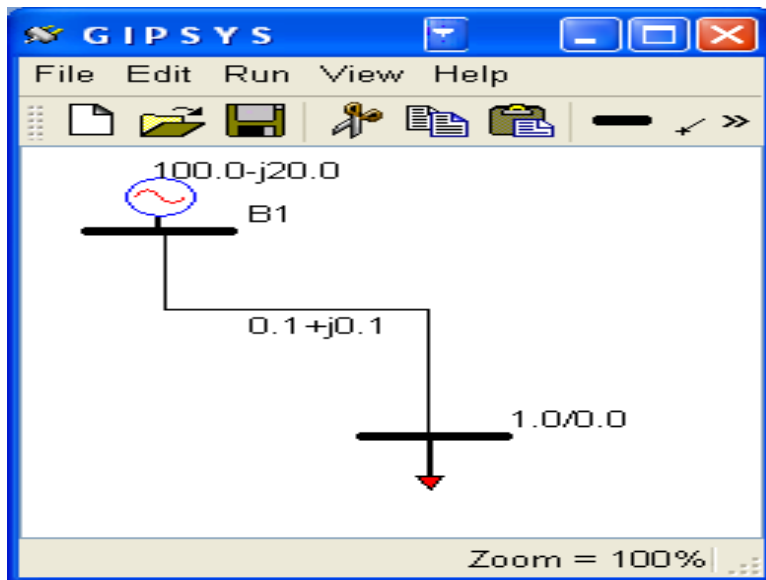 GIPSYS
File Edit Run View Help
»
100.0-j20.0
B1
0.1+j0.1
1.0/0.0
Zoom = 100%